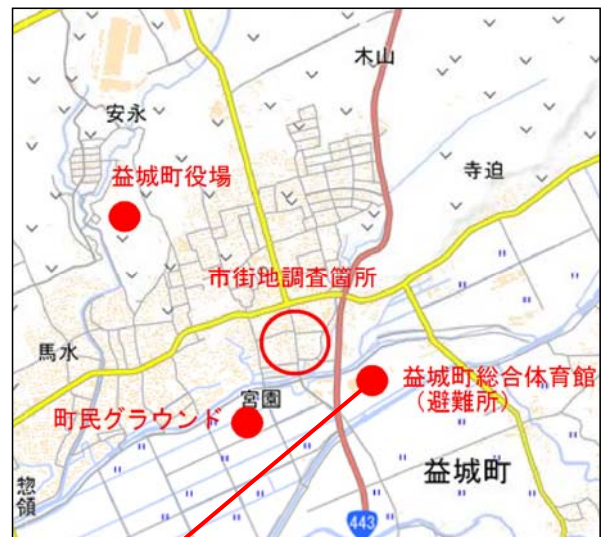 木山
安永
寺迫
益城町役場
市街地調査箇所
馬水
益城町総合体育館
（避難所）
宮園
町民グラウンド
益城町
惣領
443